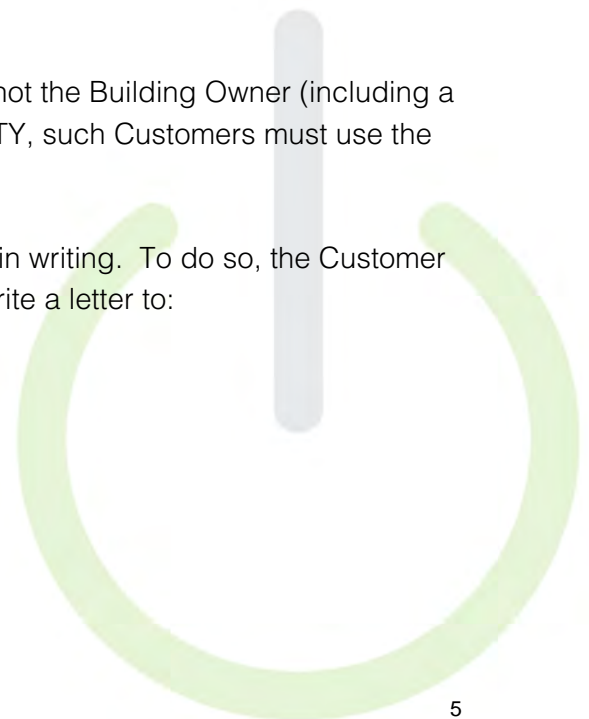 not the Building Owner (including a
TY, such Customers must use the
in writing.  To do so, the Customer
rite a letter to:
5